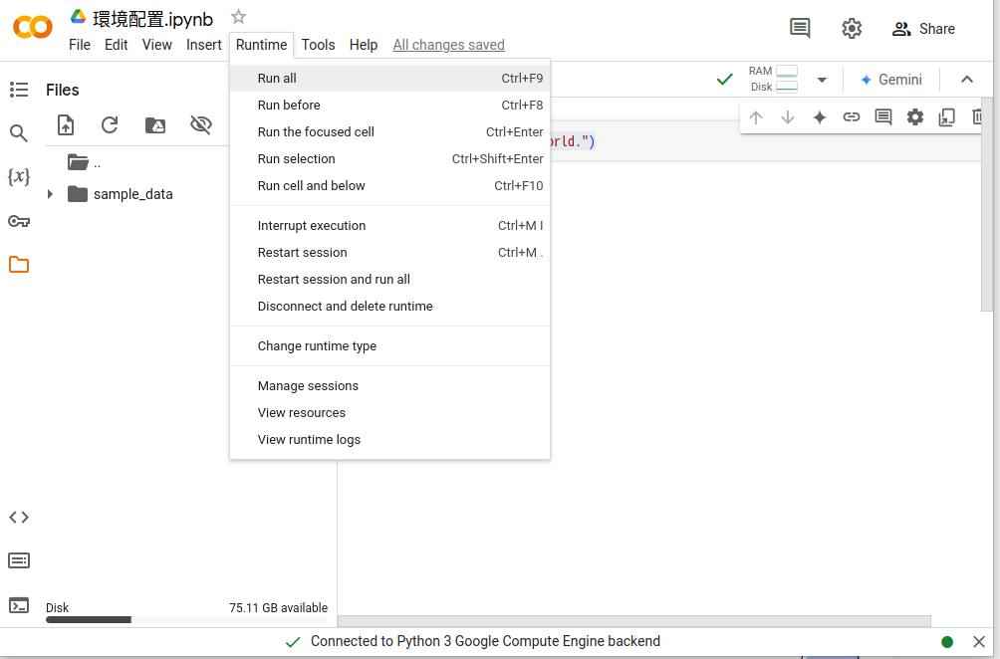 環境配置.ipynb
File Edit View Insert Runtime Tools Help All changes saved
Share
Files
RAM
Disk
Gemini
Run all Ctrl+F9
Run before Ctrl+F8
Run the focused cell Ctrl+Enter
Run selection Ctrl+Shift+Enter
Run cell and below Ctrl+F10
Interrupt execution Ctrl+M I
Restart session Ctrl+M .
Restart session and run all
Disconnect and delete runtime
Change runtime type
Manage sessions
View resources
View runtime logs
orld.")
{x}
..
sample_data
Disk 75.11 GB available
Connected to Python 3 Google Compute Engine backend